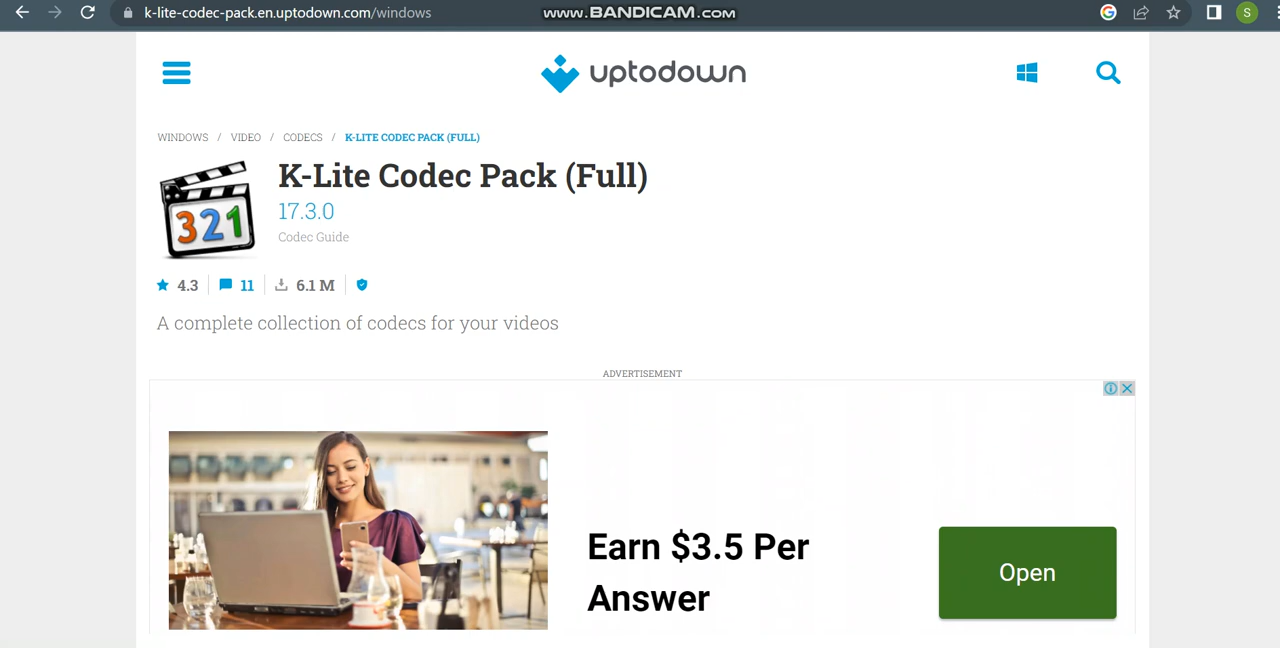 k-lite-codec-pack.en.uptodown.com/windows
www.BANDICAM.com
S
uptodown
WINDOWS / VIDEO / CODECS / K-LITE CODEC PACK (FULL)
321
K-Lite Codec Pack (Full)
17.3.0
Codec Guide
4.3
11
6.1 M
A complete collection of codecs for your videos
ADVERTISEMENT
Earn $3.5 Per
Answer
Open